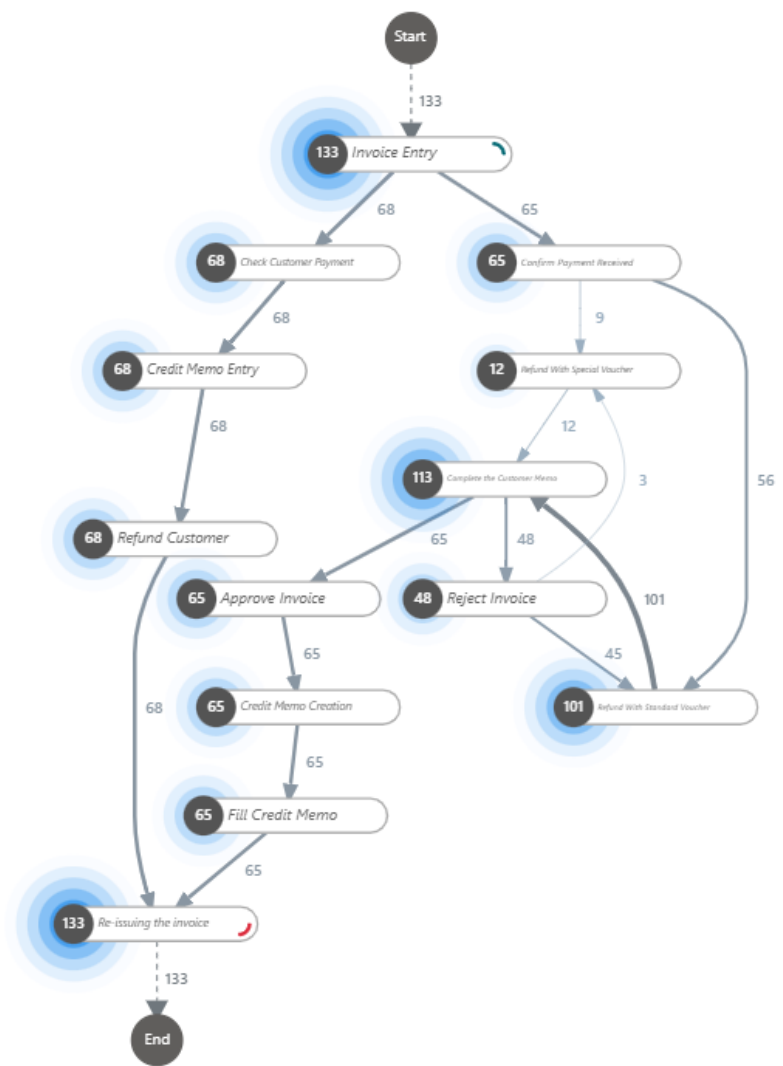 Start
133
133 Invoice Entry
68 65
68 Check Customer Payment
65 Confirm Payment Received
68 9
68 Credit Memo Entry
12 Refund With Special Voucher
68 12
113 Complete the Customer Memo
3 56
68 Refund Customer
65 48
65 Approve Invoice
48 Reject Invoice
101
65 45
68
65 Credit Memo Creation
101 Refund With Standard Voucher
65
65 Fill Credit Memo
65
133 Re-issuing the invoice
133
End